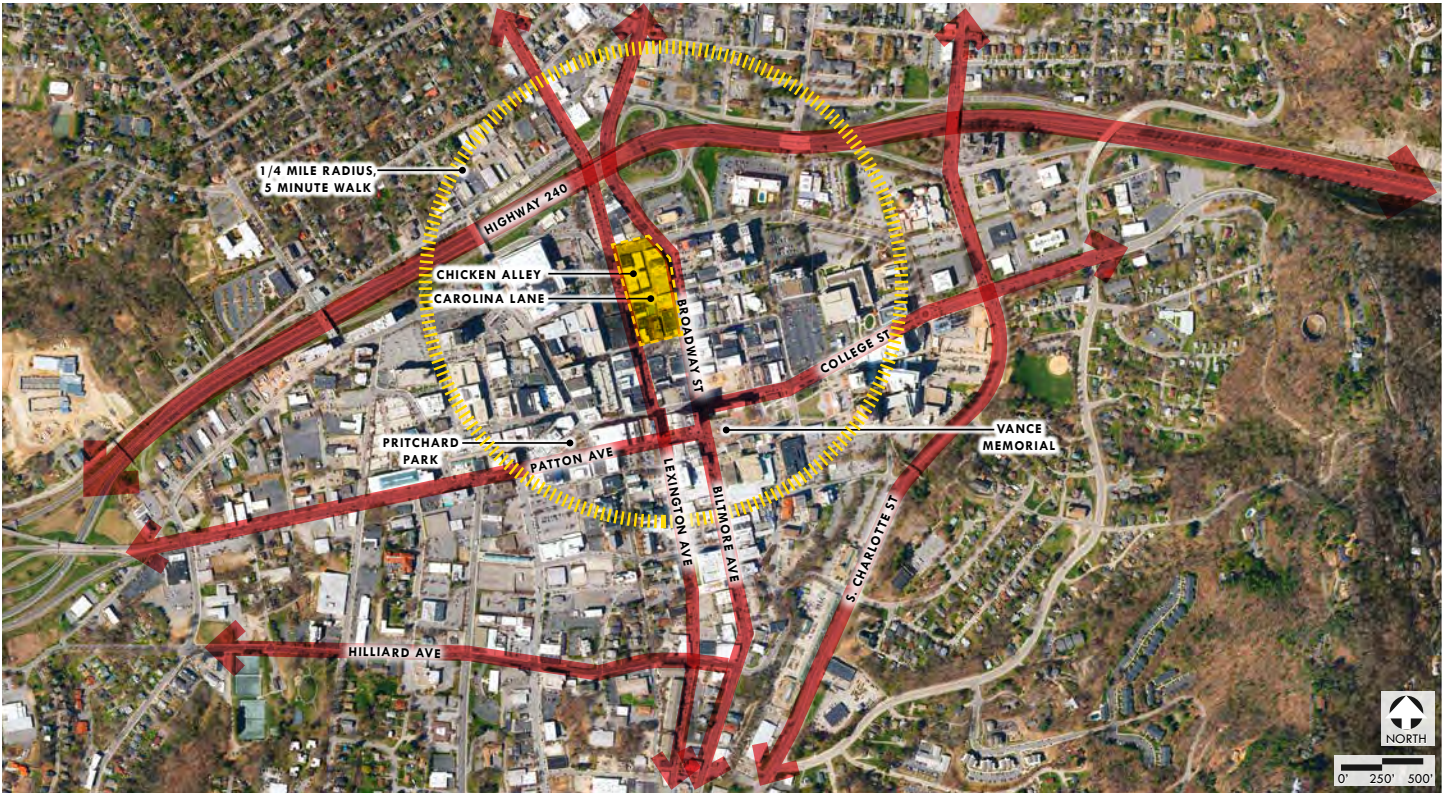 1/4 MILE RADIUS,
5 MINUTE WALK
HIGHWAY 240
CHICKEN ALLEY
CAROLINA LANE
BROADWAY ST
COLLEGE ST
PRITCHARD
PARK
PATTON AVE
VANCE
MEMORIAL
LEXINGTON AVE
BILTMORE AVE
S. CHARLOTTE ST
HILLIARD AVE
NORTH
0' 250' 500'